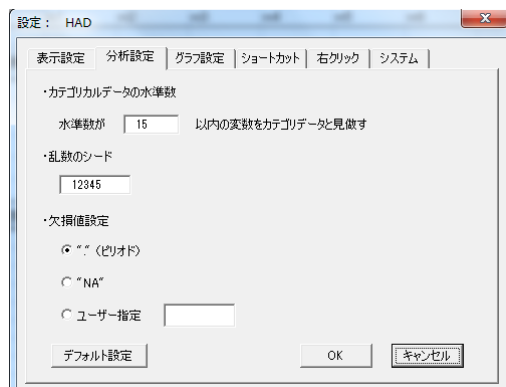 設定： HAD
表示設定 分析設定 グラフ設定 ショートカット 右クリック システム
・カテゴリカルデータの水準数
水準数が 15 以内の変数をカテゴリデータと見做す
・乱数のシード
12345
・欠損値設定
"."（ピリオド）
"NA"
ユーザー指定
デフォルト設定 OK キャンセル